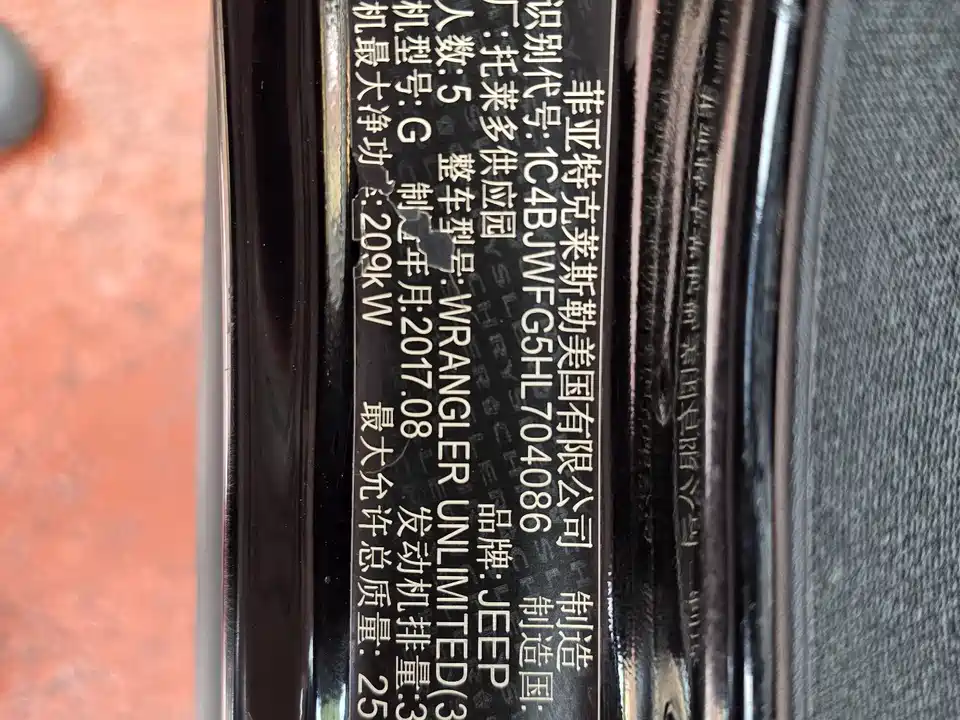 菲亚特克莱斯勒美国有限公司 制造
识别代号:1C4BJWFG5HL704086 制造国:
厂:托莱多供应园 品牌:JEEP
人数:5 整车型号:WRANGLER UNLIMITED(3
机型号:G 制造年月:2017.08 发动机排量:3
机最大净功率:209kW 最大允许总质量:25